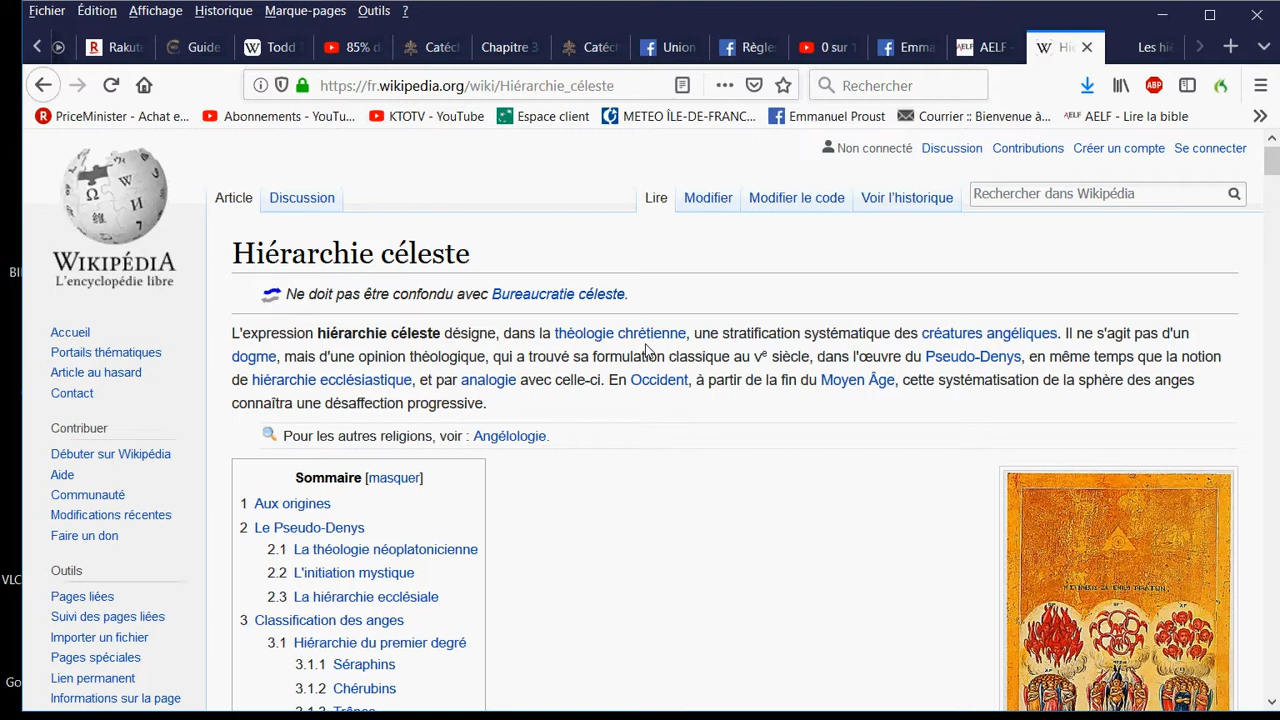 Fichier Édition Affichage Historique Marque-pages Outils ?
Rakut Guide Todd 85% d Catéc Chapitre 3 Catéc Union Règle 0 sur Emma AELF - Hi Les hi
https://fr.wikipedia.org/wiki/Hiérarchie_céleste
Rechercher
ABP
PriceMinister - Achat e... Abonnements - YouTu... KTOTV - YouTube Espace client METEO ÎLE-DE-FRANC... Emmanuel Proust Courrier :: Bienvenue à... AELF - Lire la bible
Non connecté Discussion Contributions Créer un compte Se connecter
Article Discussion Lire Modifier Modifier le code Voir l'historique Rechercher dans Wikipédia
WIKIPÉDIA
L'encyclopédie libre
Accueil
Portails thématiques
Article au hasard
Contact
Contribuer
Débuter sur Wikipédia
Aide
Communauté
Modifications récentes
Faire un don
Outils
Pages liées
Suivi des pages liées
Importer un fichier
Pages spéciales
Lien permanent
Informations sur la page
Hiérarchie céleste
Ne doit pas être confondu avec Bureaucratie céleste.
L'expression hiérarchie céleste désigne, dans la théologie chrétienne, une stratification systématique des créatures angéliques. Il ne s'agit pas d'un
dogme, mais d'une opinion théologique, qui a trouvé sa formulation classique au Ve siècle, dans l'œuvre du Pseudo-Denys, en même temps que la notion
de hiérarchie ecclésiastique, et par analogie avec celle-ci. En Occident, à partir de la fin du Moyen Âge, cette systématisation de la sphère des anges
connaîtra une désaffection progressive.
Pour les autres religions, voir : Angélologie.
Sommaire [masquer]
1 Aux origines
2 Le Pseudo-Denys
2.1 La théologie néoplatonicienne
2.2 L'initiation mystique
2.3 La hiérarchie ecclésiale
3 Classification des anges
3.1 Hiérarchie du premier degré
3.1.1 Séraphins
3.1.2 Chérubins
3.1.3 Trônes
BI
VLC
Go